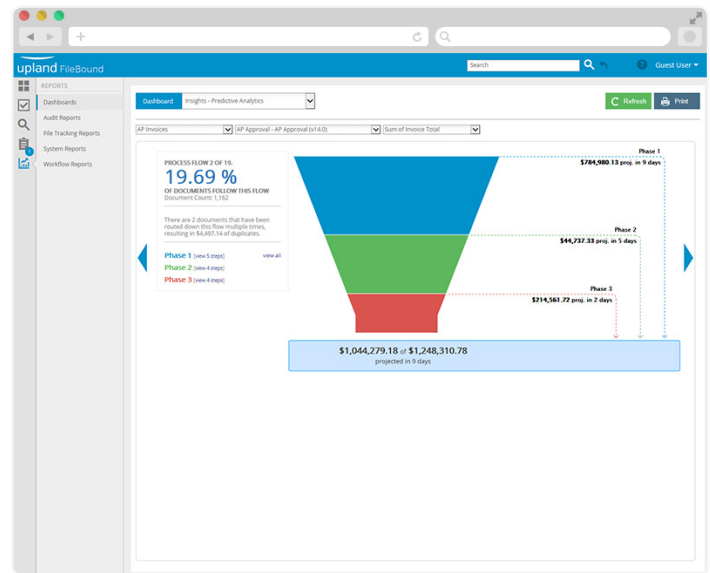 upland FileBound
Search
Guest User
REPORTS
Dashboards
Audit Reports
File Tracking Reports
System Reports
Workflow Reports
Dashboard
Insights - Predictive Analytics
Refresh
Print
AP Invoices
AP Approval - AP Approval (v14.0)
Sum of Invoice Total
PROCESS FLOW 2 OF 19.
19.69 %
OF DOCUMENTS FOLLOW THIS FLOW
Document Count: 1,162
There are 2 documents that have been
routed down this flow multiple times,
resulting in $4,497.14 of duplicates.
Phase 1 (view 5 steps) view all
Phase 2 (view 4 steps)
Phase 3 (view 4 steps)
Phase 1
$784,980.13 proj. in 9 days
Phase 2
$44,737.33 proj. in 5 days
Phase 3
$214,561.72 proj. in 2 days
$1,044,279.18 of $1,248,310.78
projected in 9 days